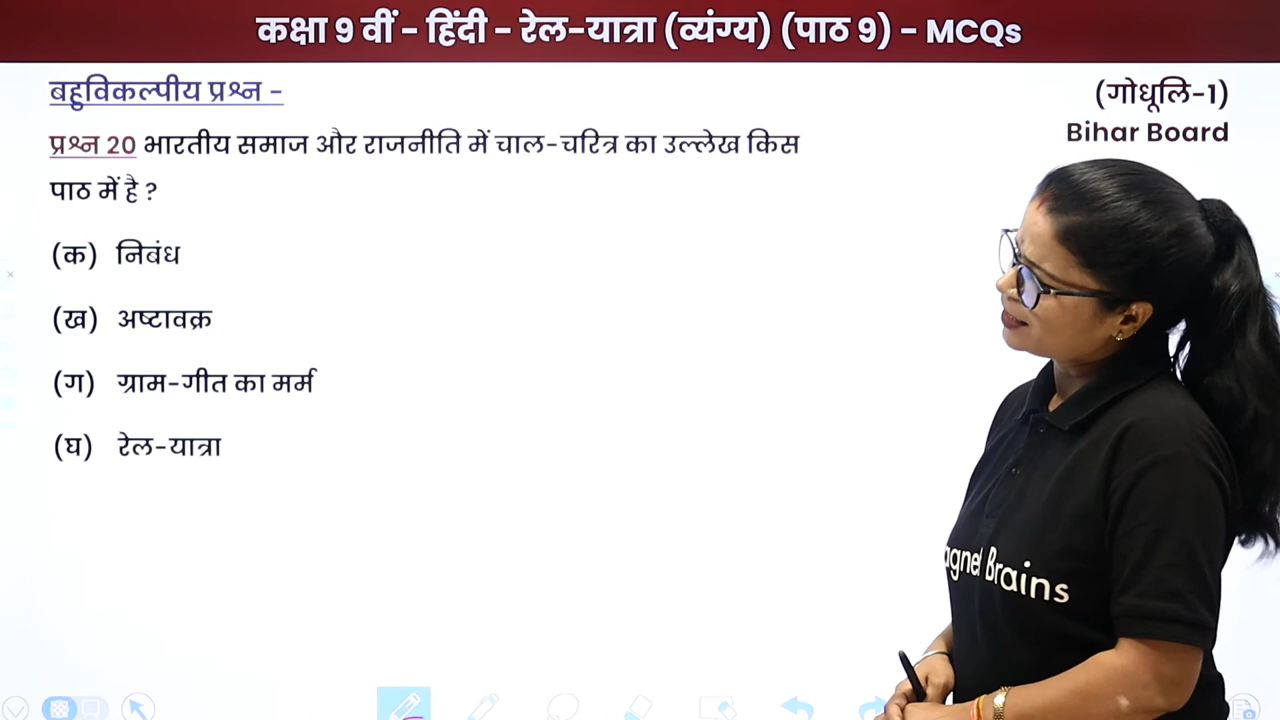 कक्षा 9 वीं - हिंदी - रेल-यात्रा (व्यंग्य) (पाठ 9) - MCQs
बहुविकल्पीय प्रश्न -
(गोधूलि-1)
Bihar Board
प्रश्न 20 भारतीय समाज और राजनीति में चाल-चरित्र का उल्लेख किस
पाठ में है ?
(क) निबंध
(ख) अष्टावक्र
(ग) ग्राम-गीत का मर्म
(घ) रेल-यात्रा
agnet Brains